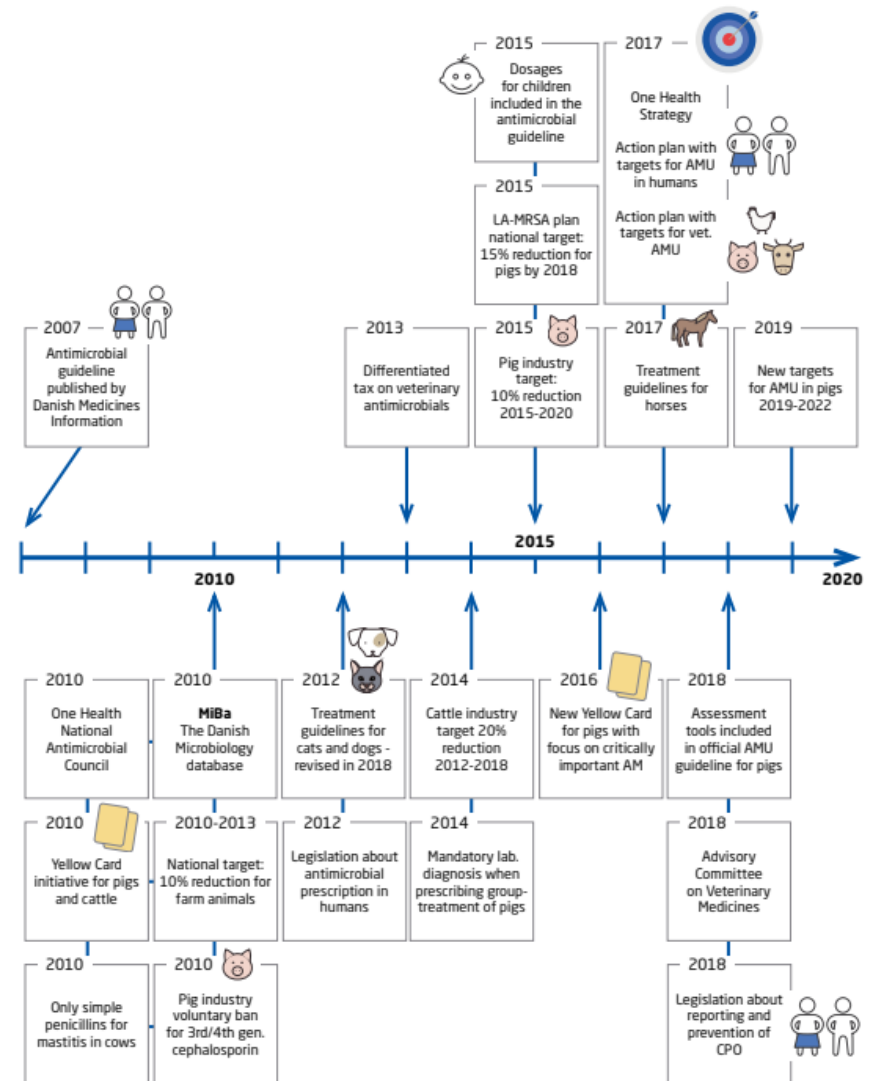 2015
Dosages
for children
included in the
antimicrobial
guideline
2017
One Health
Strategy
Action plan with
targets for AMU
in humans
Action plan with
targets for vet.
AMU
2015
LA-MRSA plan
national target:
15% reduction for
pigs by 2018
2007
Antimicrobial
guideline
published by
Danish Medicines
Information
2013
Differentiated
tax on veterinary
antimicrobials
2015
Pig industry
target:
10% reduction
2015-2020
2017
Treatment
guidelines for
horses
2019
New targets
for AMU in pigs
2019-2022
2015
2010
2020
2010
One Health
National
Antimicrobial
Council
2010
MiBa
The Danish
Microbiology
database
2012
Treatment
guidelines for
cats and dogs -
revised in 2018
2014
Cattle industry
target 20%
reduction
2012-2018
2016
New Yellow Card
for pigs with
focus on critically
important AM
2018
Assessment
tools included
in official AMU
guideline for pigs
2010
Yellow Card
initiative for pigs
and cattle
2010-2013
National target:
10% reduction for
farm animals
2012
Legislation about
antimicrobial
prescription in
humans
2014
Mandatory lab.
diagnosis when
prescribing group-
treatment of pigs
2018
Advisory
Committee
on Veterinary
Medicines
2010
Only simple
penicillins for
mastitis in cows
2010
Pig industry
voluntary ban
for 3rd/4th gen.
cephalosporin
2018
Legislation about
reporting and
prevention of
CPO